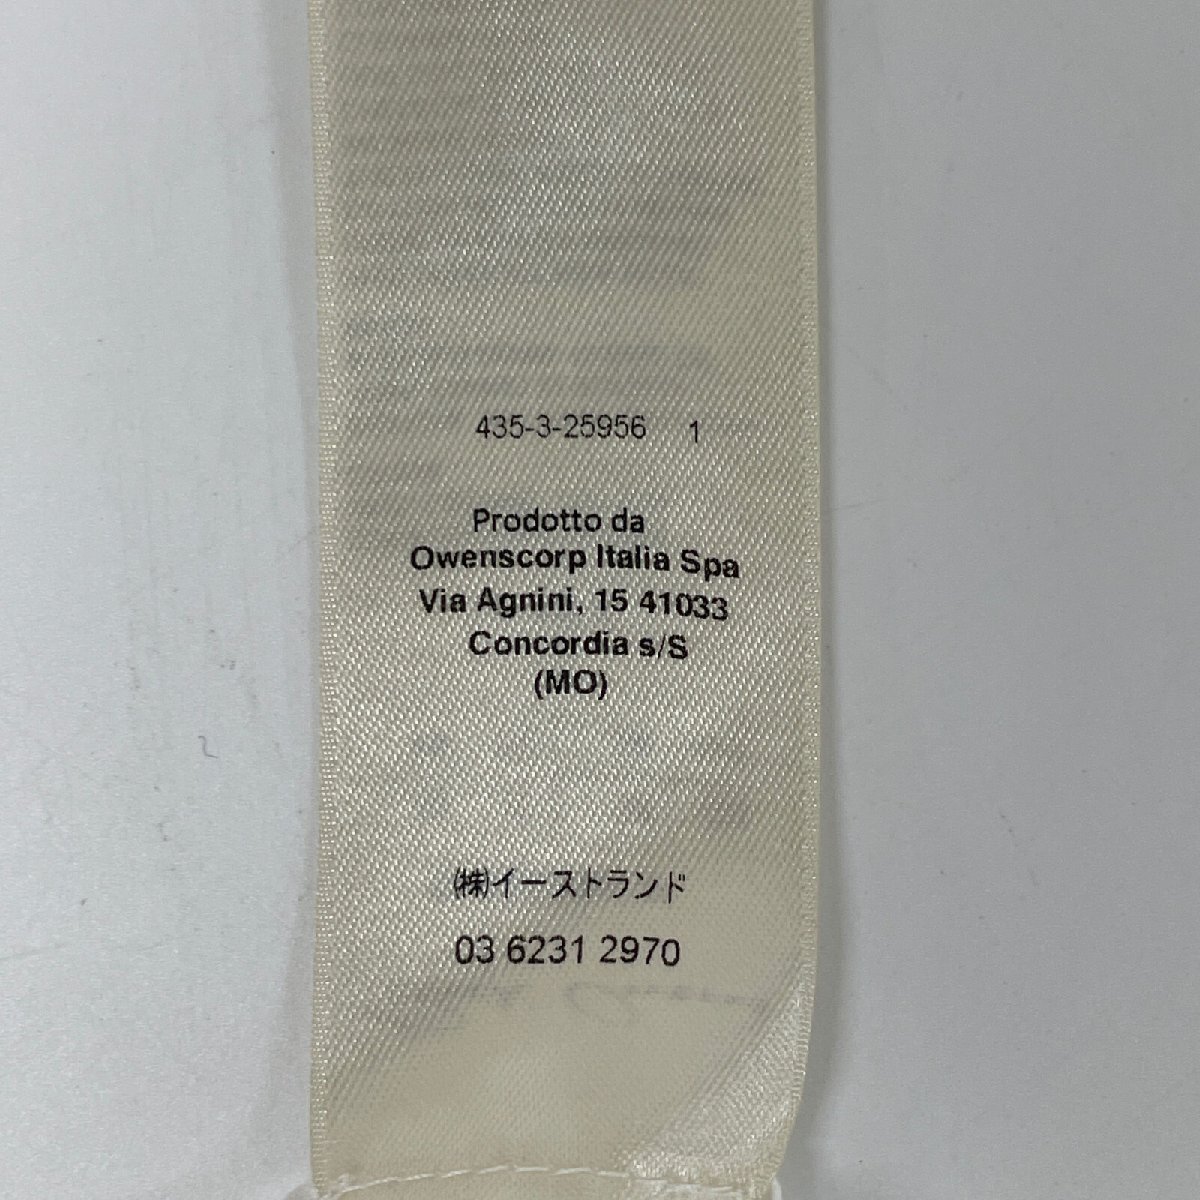 435-3-25956 1
Prodotto da
Owenscorp Italia Spa
Via Agnini, 15 41033
Concordia s/S
(MO)
㈱イーストランド
03 6231 2970